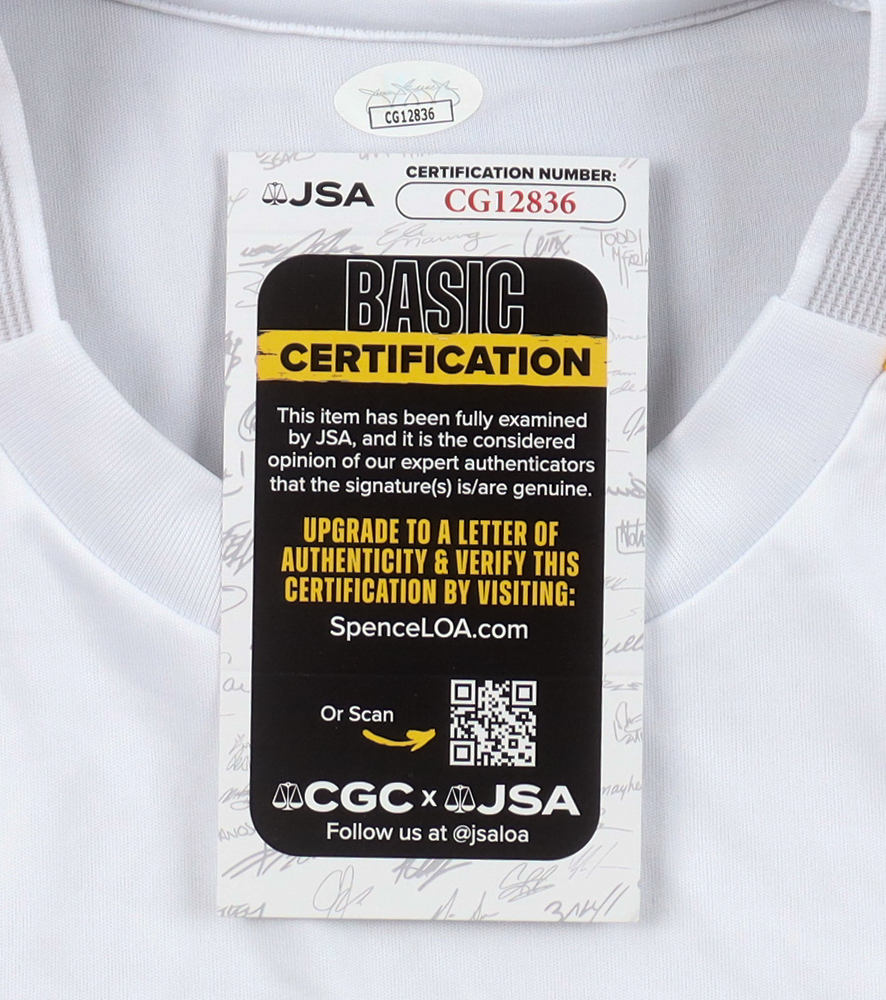 CG12836
JSA
CERTIFICATION NUMBER:
CG12836
BASIC
CERTIFICATION
This item has been fully examined
by JSA, and it is the considered
opinion of our expert authenticators
that the signature(s) is/are genuine.
UPGRADE TO A LETTER OF
AUTHENTICITY & VERIFY THIS
CERTIFICATION BY VISITING:
SpenceLOA.com
Or Scan
CGC x JSA
Follow us at @jsaloa